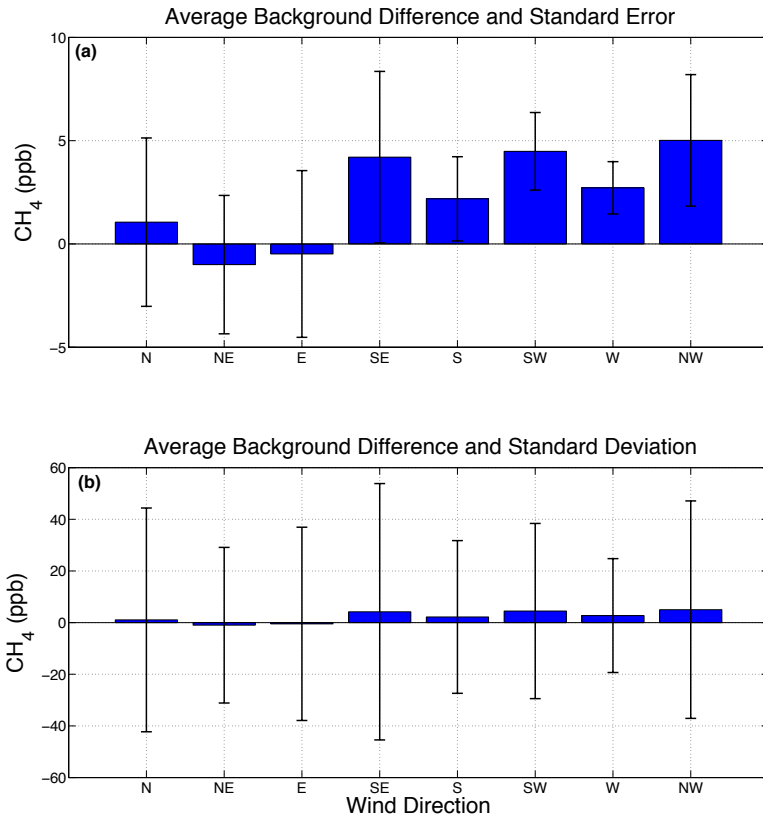 Average Background Difference and Standard Error
(a)
CH₄ (ppb)
10
5
0
−5
N NE E SE S SW W NW
Average Background Difference and Standard Deviation
(b)
CH₄ (ppb)
60
40
20
0
−20
−40
−60
N NE E SE S SW W NW
Wind Direction